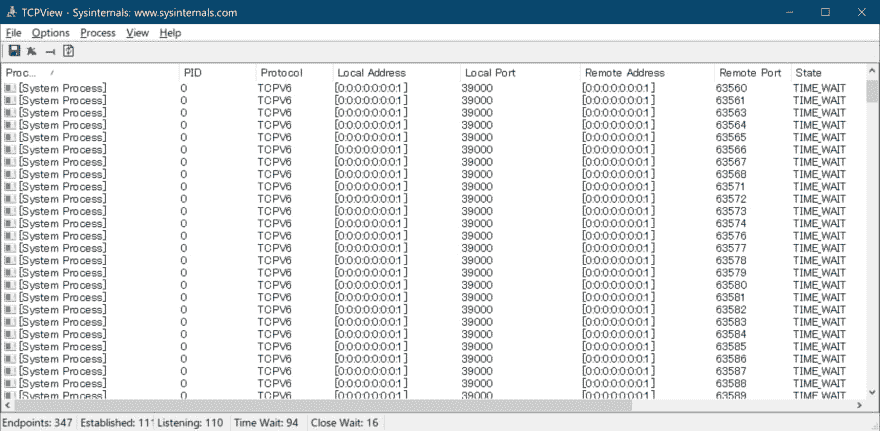 TCPView - Sysinternals: www.sysinternals.com
File Options Process View Help
Proc... / PID Protocol Local Address Local Port Remote Address Remote Port State
[System Process] 0 TCPV6 [0:0:0:0:0:0:0:1] 39000 [0:0:0:0:0:0:0:1] 63560 TIME_WAIT
[System Process] 0 TCPV6 [0:0:0:0:0:0:0:1] 39000 [0:0:0:0:0:0:0:1] 63561 TIME_WAIT
[System Process] 0 TCPV6 [0:0:0:0:0:0:0:1] 39000 [0:0:0:0:0:0:0:1] 63563 TIME_WAIT
[System Process] 0 TCPV6 [0:0:0:0:0:0:0:1] 39000 [0:0:0:0:0:0:0:1] 63564 TIME_WAIT
[System Process] 0 TCPV6 [0:0:0:0:0:0:0:1] 39000 [0:0:0:0:0:0:0:1] 63565 TIME_WAIT
[System Process] 0 TCPV6 [0:0:0:0:0:0:0:1] 39000 [0:0:0:0:0:0:0:1] 63566 TIME_WAIT
[System Process] 0 TCPV6 [0:0:0:0:0:0:0:1] 39000 [0:0:0:0:0:0:0:1] 63567 TIME_WAIT
[System Process] 0 TCPV6 [0:0:0:0:0:0:0:1] 39000 [0:0:0:0:0:0:0:1] 63568 TIME_WAIT
[System Process] 0 TCPV6 [0:0:0:0:0:0:0:1] 39000 [0:0:0:0:0:0:0:1] 63571 TIME_WAIT
[System Process] 0 TCPV6 [0:0:0:0:0:0:0:1] 39000 [0:0:0:0:0:0:0:1] 63572 TIME_WAIT
[System Process] 0 TCPV6 [0:0:0:0:0:0:0:1] 39000 [0:0:0:0:0:0:0:1] 63573 TIME_WAIT
[System Process] 0 TCPV6 [0:0:0:0:0:0:0:1] 39000 [0:0:0:0:0:0:0:1] 63574 TIME_WAIT
[System Process] 0 TCPV6 [0:0:0:0:0:0:0:1] 39000 [0:0:0:0:0:0:0:1] 63576 TIME_WAIT
[System Process] 0 TCPV6 [0:0:0:0:0:0:0:1] 39000 [0:0:0:0:0:0:0:1] 63577 TIME_WAIT
[System Process] 0 TCPV6 [0:0:0:0:0:0:0:1] 39000 [0:0:0:0:0:0:0:1] 63578 TIME_WAIT
[System Process] 0 TCPV6 [0:0:0:0:0:0:0:1] 39000 [0:0:0:0:0:0:0:1] 63579 TIME_WAIT
[System Process] 0 TCPV6 [0:0:0:0:0:0:0:1] 39000 [0:0:0:0:0:0:0:1] 63580 TIME_WAIT
[System Process] 0 TCPV6 [0:0:0:0:0:0:0:1] 39000 [0:0:0:0:0:0:0:1] 63581 TIME_WAIT
[System Process] 0 TCPV6 [0:0:0:0:0:0:0:1] 39000 [0:0:0:0:0:0:0:1] 63582 TIME_WAIT
[System Process] 0 TCPV6 [0:0:0:0:0:0:0:1] 39000 [0:0:0:0:0:0:0:1] 63583 TIME_WAIT
[System Process] 0 TCPV6 [0:0:0:0:0:0:0:1] 39000 [0:0:0:0:0:0:0:1] 63584 TIME_WAIT
[System Process] 0 TCPV6 [0:0:0:0:0:0:0:1] 39000 [0:0:0:0:0:0:0:1] 63585 TIME_WAIT
[System Process] 0 TCPV6 [0:0:0:0:0:0:0:1] 39000 [0:0:0:0:0:0:0:1] 63586 TIME_WAIT
[System Process] 0 TCPV6 [0:0:0:0:0:0:0:1] 39000 [0:0:0:0:0:0:0:1] 63587 TIME_WAIT
[System Process] 0 TCPV6 [0:0:0:0:0:0:0:1] 39000 [0:0:0:0:0:0:0:1] 63588 TIME_WAIT
[System Process] 0 TCPV6 [0:0:0:0:0:0:0:1] 39000 [0:0:0:0:0:0:0:1] 63589 TIME_WAIT
Endpoints: 347 Established: 111 Listening: 110 Time Wait: 94 Close Wait: 16